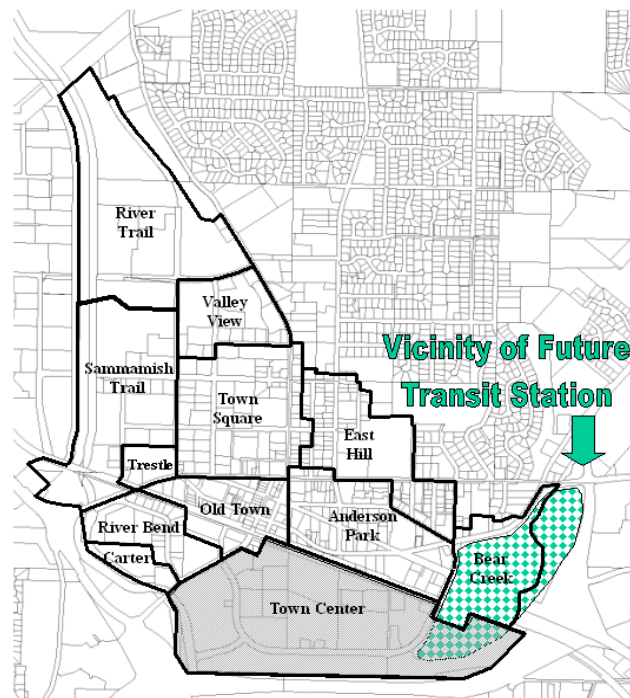 River
Trail
Valley
View
Vicinity of Future
Transit Station
Sammamish
Trail
Town
Square
East
Hill
Trestle
Old Town
Anderson
Park
River Bend
Carter
Bear
Creek
Town Center